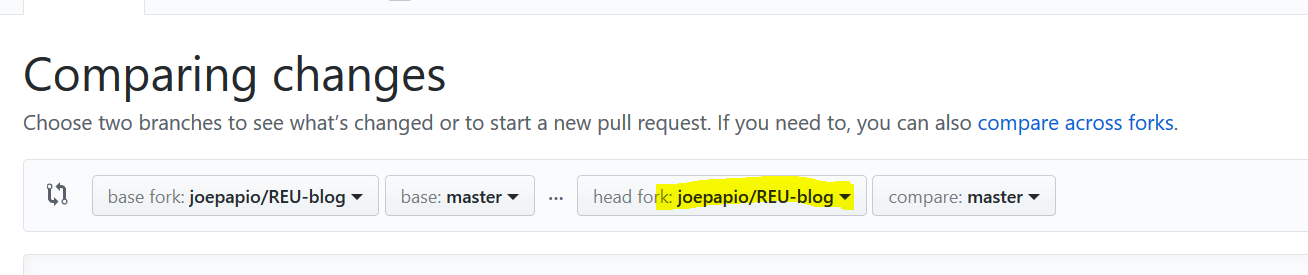 Comparing changes
Choose two branches to see what’s changed or to start a new pull request. If you need to, you can also compare across forks.
base fork: joepapio/REU-blog base: master ... head fork: joepapio/REU-blog compare: master